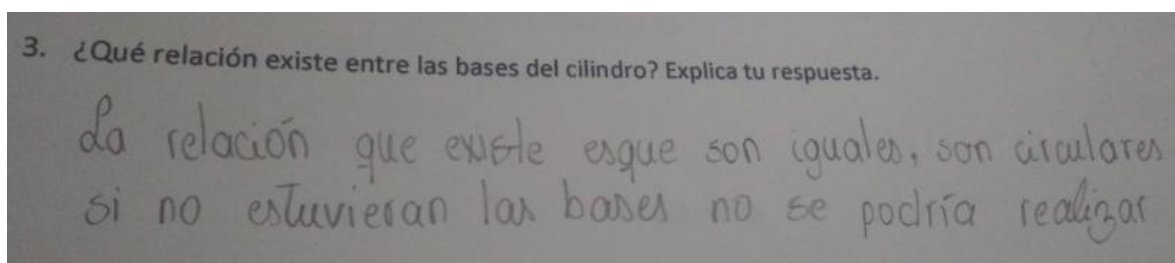 3. ¿Qué relación existe entre las bases del cilindro? Explica tu respuesta.
La relación que existe esque son iguales, son circulares
si no estuvieran las bases no se podría realizar